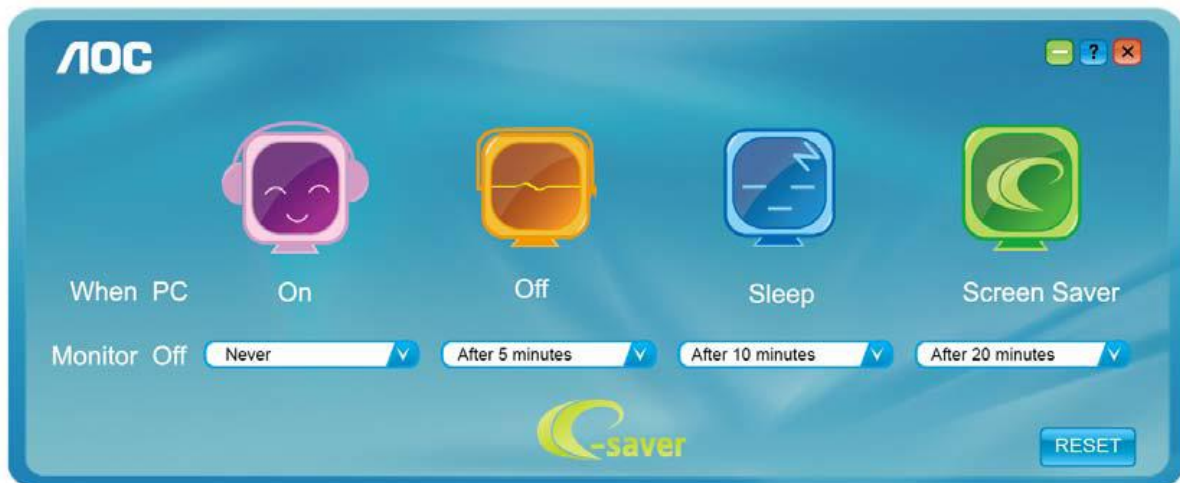 AOC
?
When PC On Off Sleep Screen Saver
Monitor Off Never After 5 minutes After 10 minutes After 20 minutes
e-saver
RESET